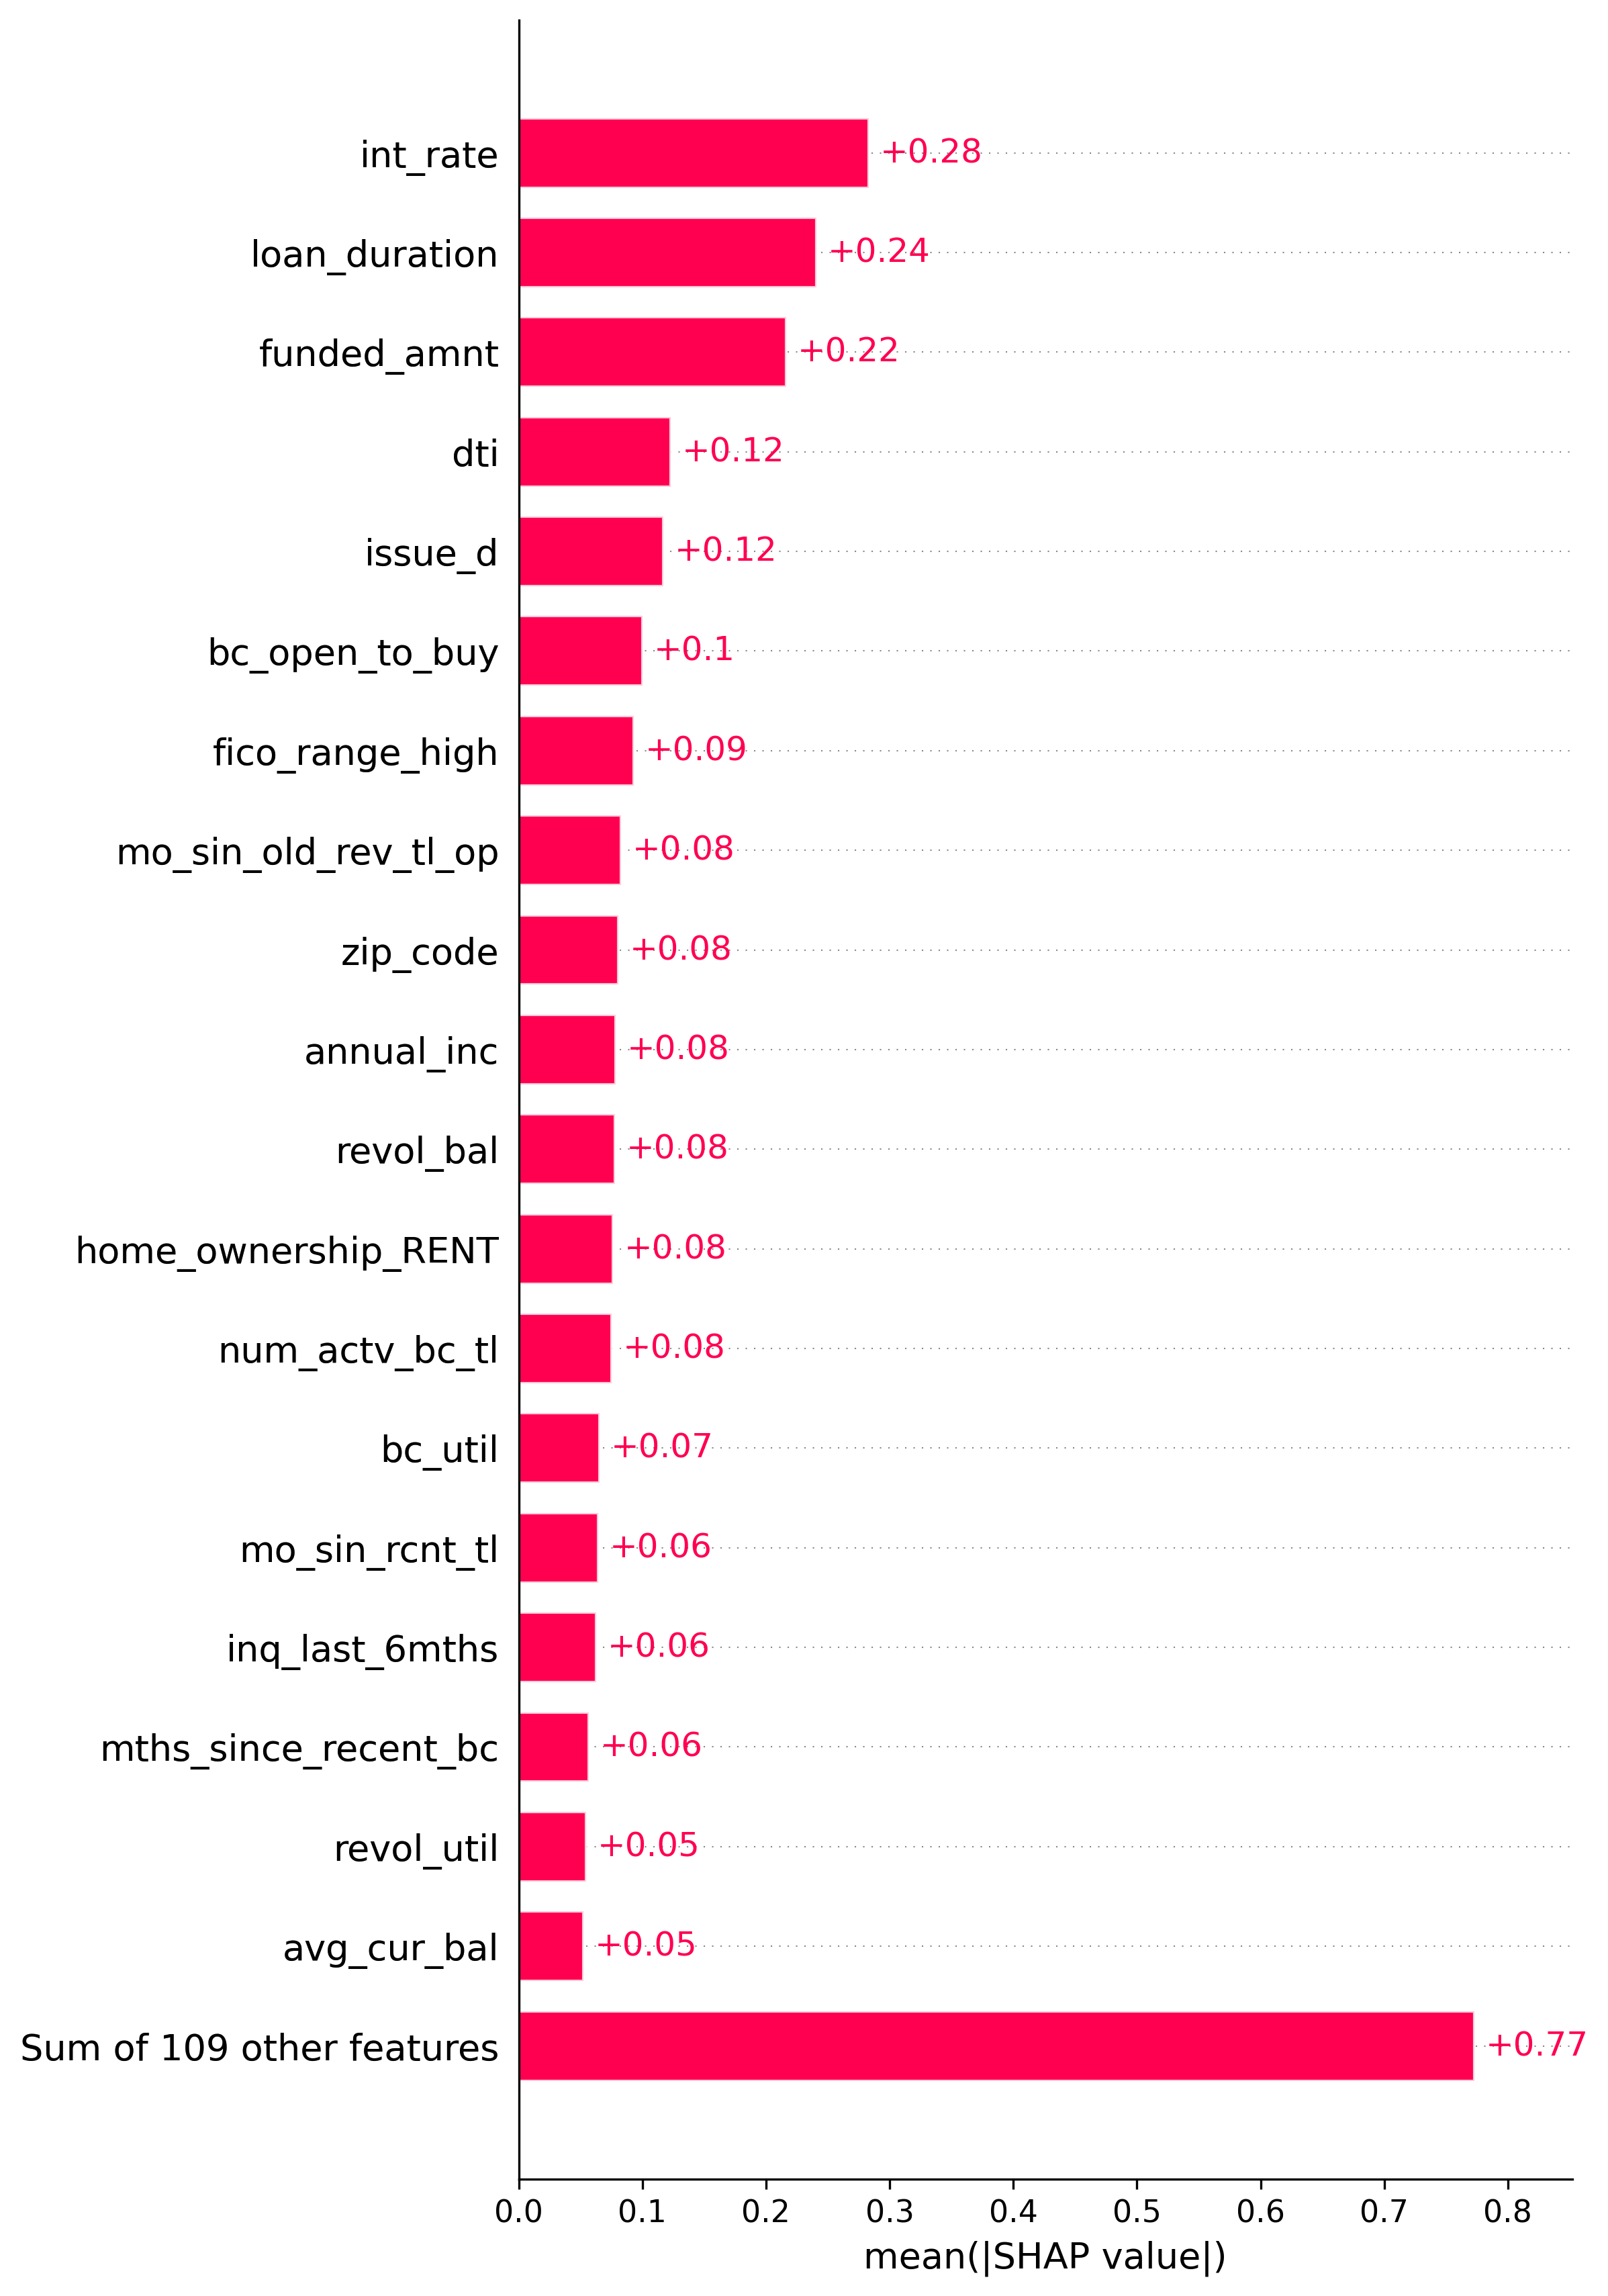 int_rate +0.28
loan_duration +0.24
funded_amnt +0.22
dti +0.12
issue_d +0.12
bc_open_to_buy +0.1
fico_range_high +0.09
mo_sin_old_rev_tl_op +0.08
zip_code +0.08
annual_inc +0.08
revol_bal +0.08
home_ownership_RENT +0.08
num_actv_bc_tl +0.08
bc_util +0.07
mo_sin_rcnt_tl +0.06
inq_last_6mths +0.06
mths_since_recent_bc +0.06
revol_util +0.05
avg_cur_bal +0.05
Sum of 109 other features +0.77
0.0 0.1 0.2 0.3 0.4 0.5 0.6 0.7 0.8
mean(|SHAP value|)